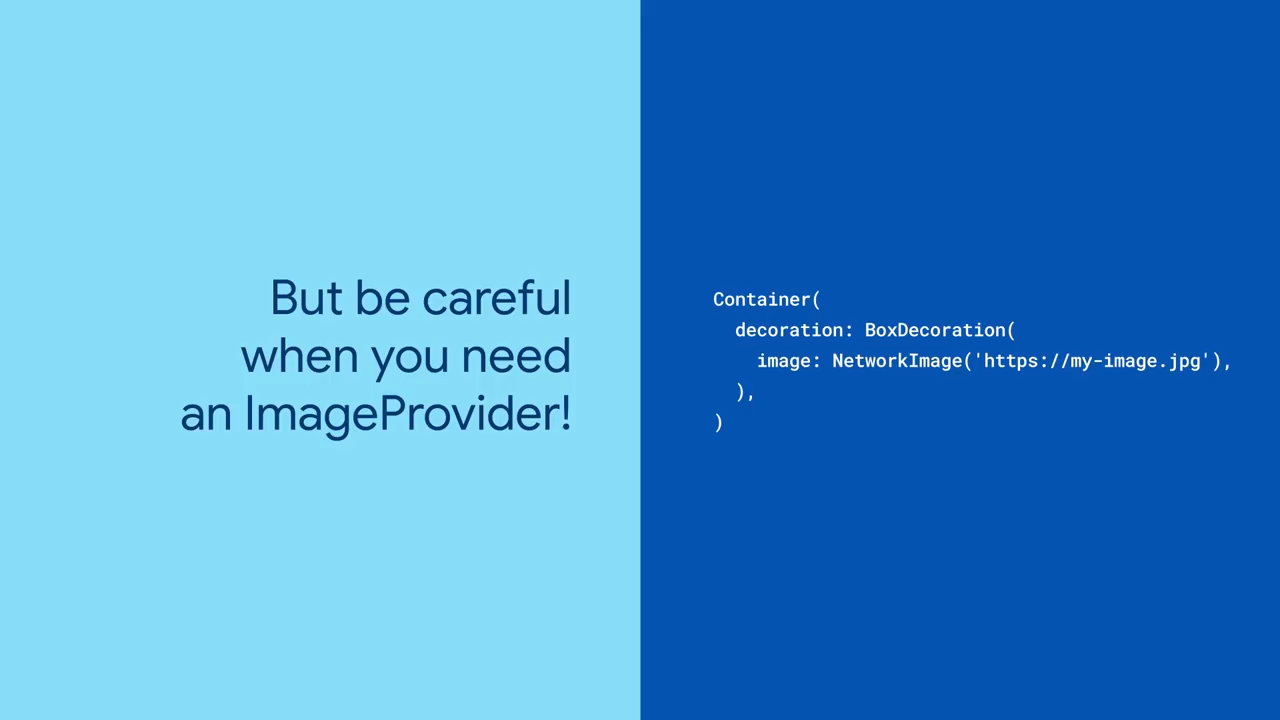 But be careful
when you need
an ImageProvider!
Container(
  decoration: BoxDecoration(
    image: NetworkImage('https://my-image.jpg'),
  ),
)